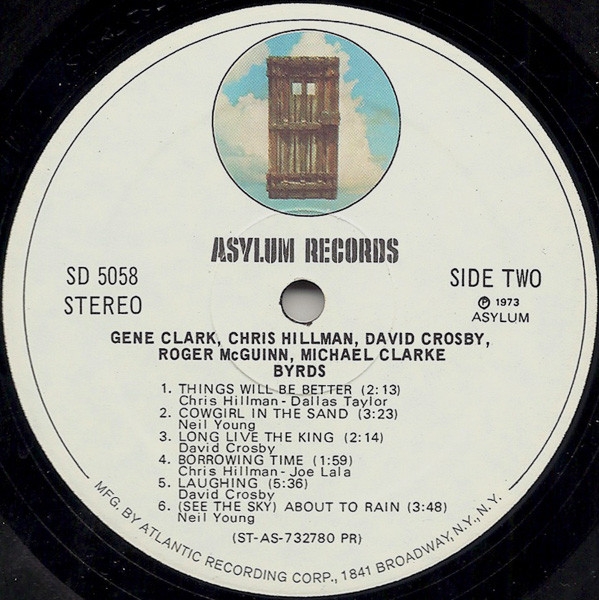 ASYLUM RECORDS
SD 5058
STEREO
SIDE TWO
℗ 1973
ASYLUM
GENE CLARK, CHRIS HILLMAN, DAVID CROSBY,
ROGER McGUINN, MICHAEL CLARKE
BYRDS
1. THINGS WILL BE BETTER (2:13)
Chris Hillman - Dallas Taylor
2. COWGIRL IN THE SAND (3:23)
Neil Young
3. LONG LIVE THE KING (2:14)
David Crosby
4. BORROWING TIME (1:59)
Chris Hillman - Joe Lala
5. LAUGHING (5:36)
David Crosby
6. (SEE THE SKY) ABOUT TO RAIN (3:48)
Neil Young
(ST-AS-732780 PR)
MFG. BY ATLANTIC RECORDING CORP., 1841 BROADWAY, N.Y., N.Y.